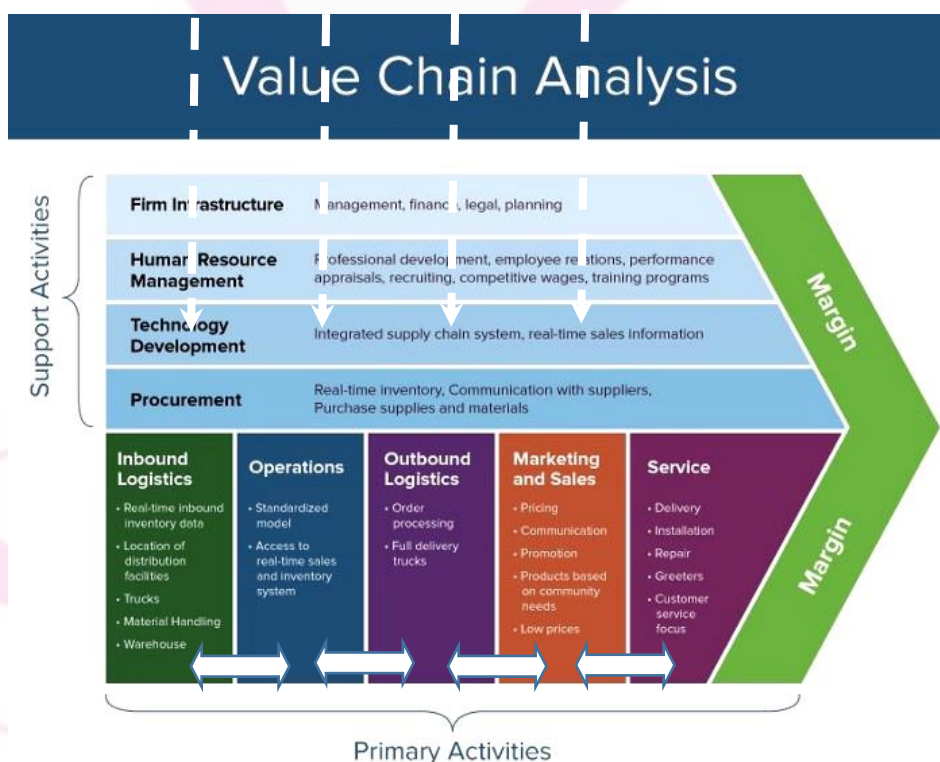 Value Chain Analysis
Support Activities
Firm Infrastructure
Management, finance, legal, planning
Human Resource
Management
Professional development, employee relations, performance
appraisals, recruiting, competitive wages, training programs
Technology
Development
Integrated supply chain system, real-time sales information
Procurement
Real-time inventory, Communication with suppliers,
Purchase supplies and materials
Margin
Margin
Inbound
Logistics
• Real-time inbound
inventory data
• Location of
distribution
facilities
• Trucks
• Material Handling
• Warehouse
Operations
• Standardized
model
• Access to
real-time sales
and inventory
system
Outbound
Logistics
• Order
processing
• Full delivery
trucks
Marketing
and Sales
• Pricing
• Communication
• Promotion
• Products based
on community
needs
• Low prices
Service
• Delivery
• Installation
• Repair
• Greeters
• Customer
service
focus
Primary Activities